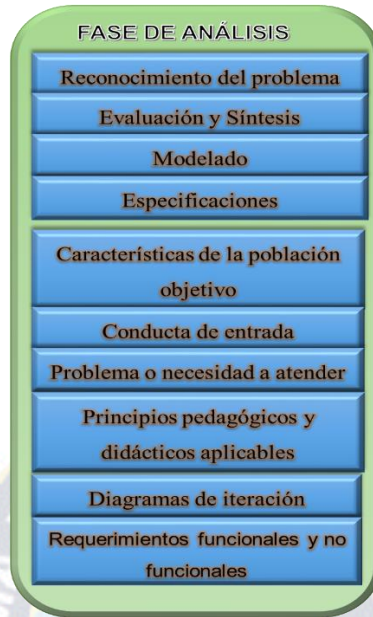 FASE DE ANÁLISIS
Reconocimiento del problema
Evaluación y Síntesis
Modelado
Especificaciones
Características de la población
objetivo
Conducta de entrada
Problema o necesidad a atender
Principios pedagógicos y
didácticos aplicables
Diagramas de iteración
Requerimientos funcionales y no
funcionales